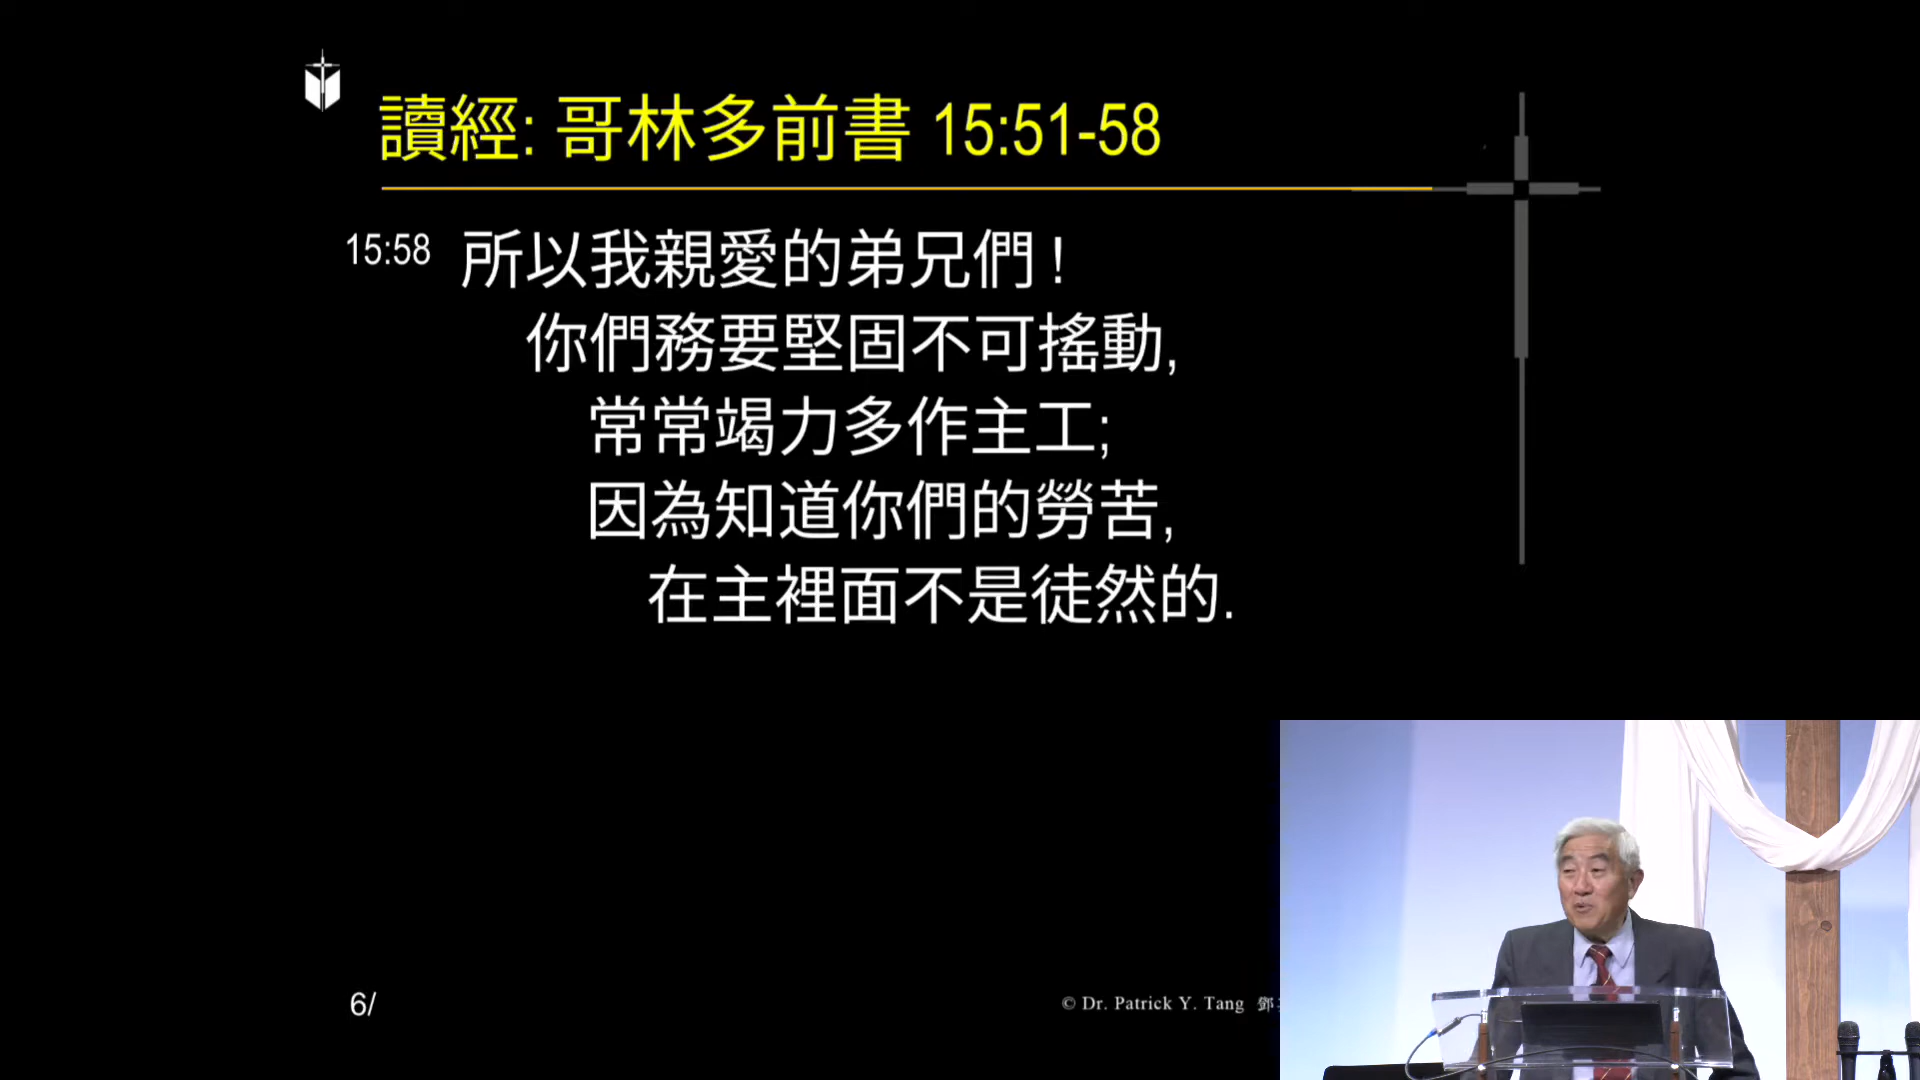 讀經: 哥林多前書 15:51-58
15:58 所以我親愛的弟兄們!
你們務要堅固不可搖動,
常常竭力多作主工;
因為知道你們的勞苦,
在主裡面不是徒然的.
6/
© Dr. Patrick Y. Tang 鄧